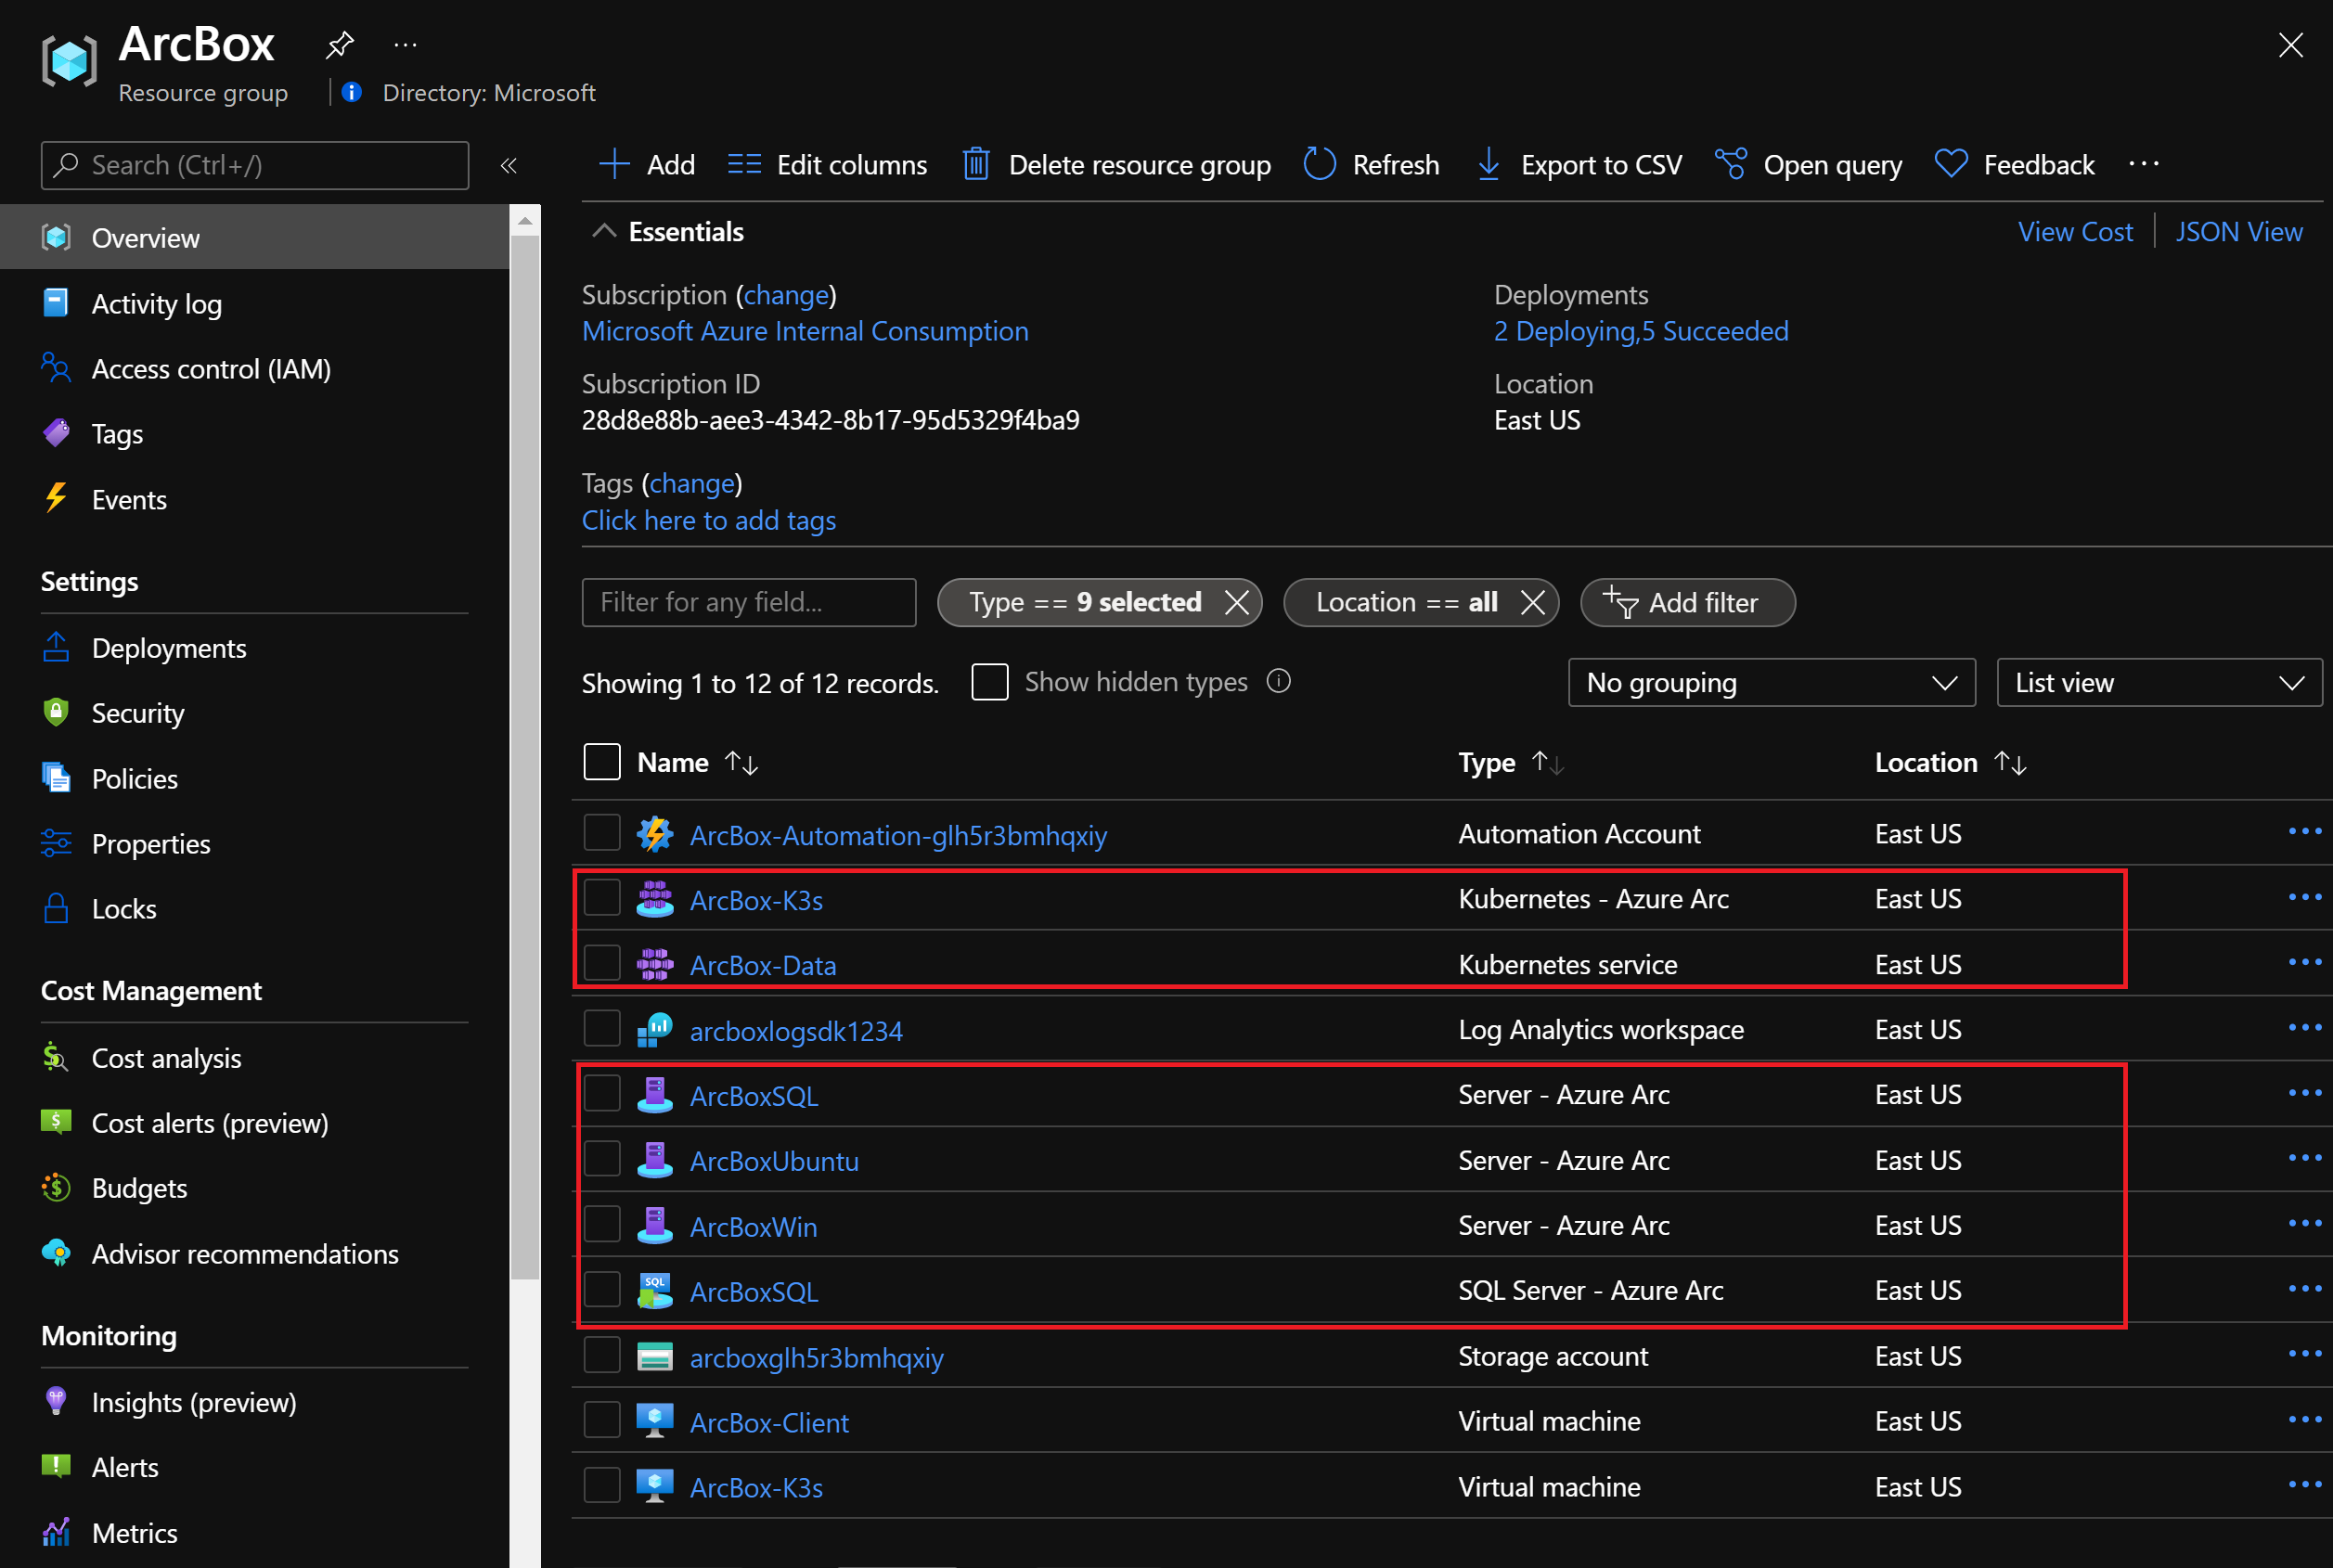 ArcBox
Resource group
Directory: Microsoft
Search (Ctrl+/)
Add
Edit columns
Delete resource group
Refresh
Export to CSV
Open query
Feedback
Overview
Activity log
Access control (IAM)
Tags
Events
Settings
Deployments
Security
Policies
Properties
Locks
Cost Management
Cost analysis
Cost alerts (preview)
Budgets
Advisor recommendations
Monitoring
Insights (preview)
Alerts
Metrics
Essentials
View Cost
JSON View
Subscription (change)
Microsoft Azure Internal Consumption
Subscription ID
28d8e88b-aee3-4342-8b17-95d5329f4ba9
Deployments
2 Deploying,5 Succeeded
Location
East US
Tags (change)
Click here to add tags
Filter for any field...
Type == 9 selected
Location == all
Add filter
Showing 1 to 12 of 12 records.
Show hidden types
No grouping
List view
Name Type Location
ArcBox-Automation-glh5r3bmhqxiy Automation Account East US
ArcBox-K3s Kubernetes - Azure Arc East US
ArcBox-Data Kubernetes service East US
arcboxlogsdk1234 Log Analytics workspace East US
ArcBoxSQL Server - Azure Arc East US
ArcBoxUbuntu Server - Azure Arc East US
ArcBoxWin Server - Azure Arc East US
SQL
ArcBoxSQL SQL Server - Azure Arc East US
arcboxglh5r3bmhqxiy Storage account East US
ArcBox-Client Virtual machine East US
ArcBox-K3s Virtual machine East US